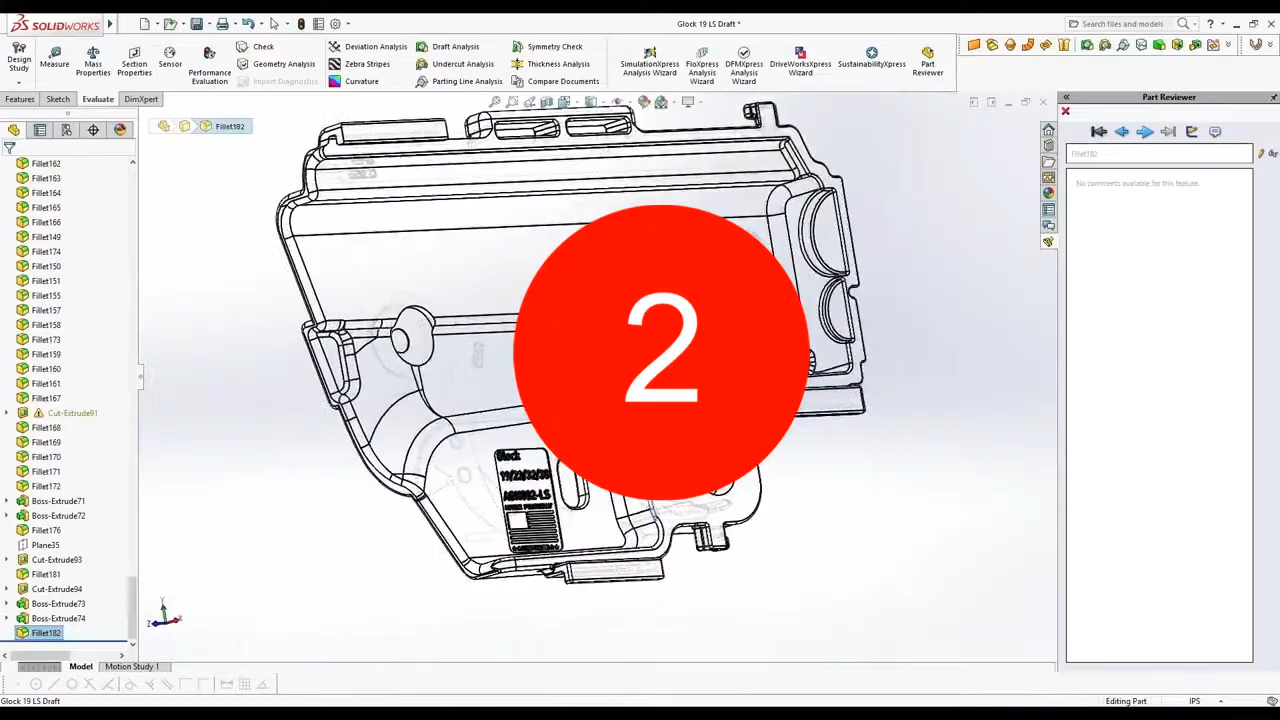 SOLIDWORKS
Glock 19 LS Draft *
Search files and models
Design Study
Measure
Mass Properties
Section Properties
Sensor
Performance Evaluation
Check
Geometry Analysis
Import Diagnostics
Deviation Analysis
Zebra Stripes
Curvature
Draft Analysis
Undercut Analysis
Parting Line Analysis
Symmetry Check
Thickness Analysis
Compare Documents
SimulationXpress Analysis Wizard
FloXpress Analysis Wizard
DFMXpress Analysis Wizard
DriveWorksXpress Wizard
SustainabilityXpress
Part Reviewer
Features
Sketch
Evaluate
DimXpert
Fillet182
Part Reviewer
Fillet182
No comments available for this feature.
Fillet162
Fillet163
Fillet164
Fillet165
Fillet166
Fillet149
Fillet174
Fillet150
Fillet151
Fillet155
Fillet157
Fillet158
Fillet173
Fillet159
Fillet160
Fillet161
Fillet167
Cut-Extrude91
Fillet168
Fillet169
Fillet170
Fillet171
Fillet172
Boss-Extrude71
Boss-Extrude72
Fillet176
Plane35
Cut-Extrude93
Fillet181
Cut-Extrude94
Boss-Extrude73
Boss-Extrude74
Fillet182
2
Glock
Y
Z
X
Model
Motion Study 1
Glock 19 LS Draft
Editing Part
IPS